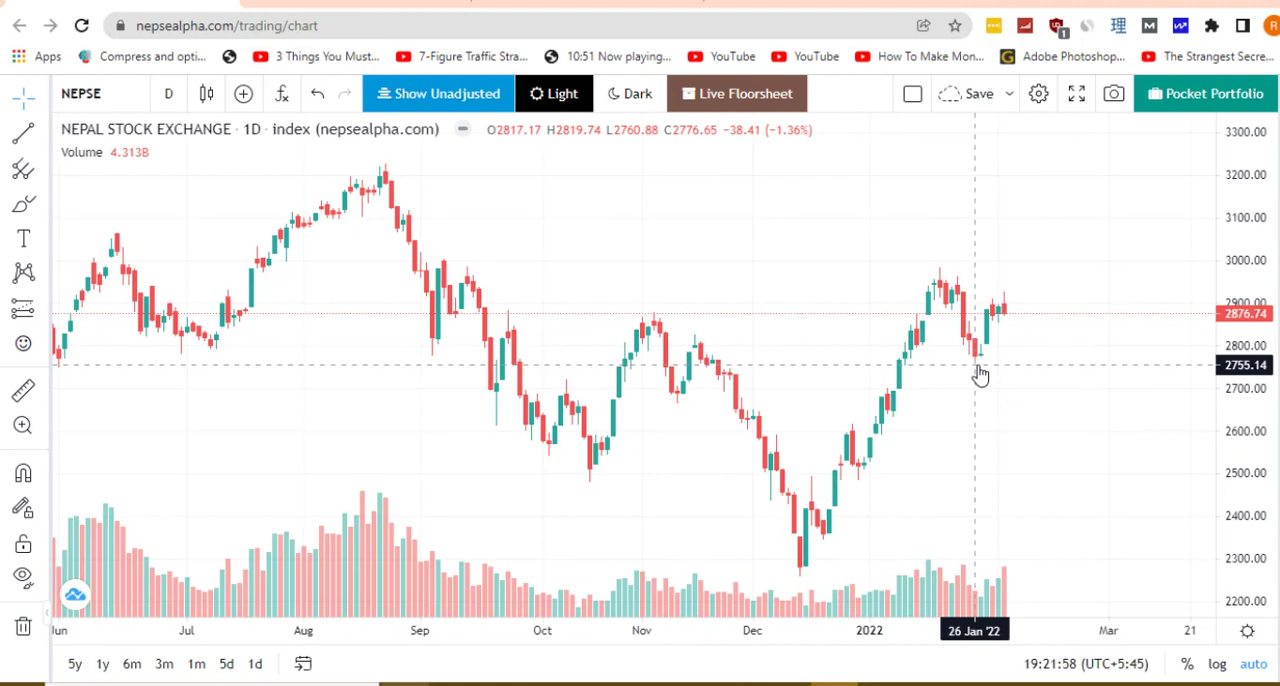 nepsealpha.com/trading/chart
1
理
M
R
Apps
Compress and opti...
3 Things You Must...
7-Figure Traffic Stra...
10:51 Now playing,...
YouTube
YouTube
How To Make Mon...
Adobe Photoshop...
The Strangest Secre...
NEPSE
D
Show Unadjusted
Light
Dark
Live Floorsheet
Save
Pocket Portfolio
NEPAL STOCK EXCHANGE · 1D · index (nepsealpha.com)
O2817.17 H2819.74 L2760.88 C2776.65 −38.41 (−1.36%)
Volume 4.313B
3300.00
3200.00
3100.00
3000.00
2900.00
2876.74
2800.00
2755.14
2700.00
2600.00
2500.00
2400.00
2300.00
2200.00
Jul
Aug
Sep
Oct
Nov
Dec
2022
26 Jan '22
Mar
21
5y
1y
6m
3m
1m
5d
1d
19:21:58 (UTC+5:45)
%
log
auto